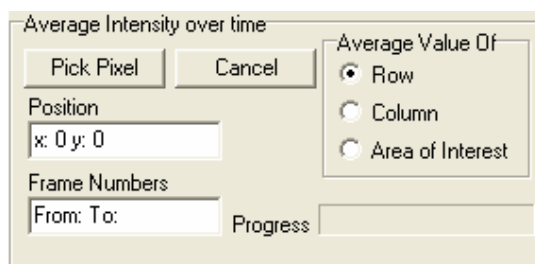 Average Intensity over time
Pick Pixel
Cancel
Position
x: 0 y: 0
Frame Numbers
From: To:
Average Value Of
Row
Column
Area of Interest
Progress